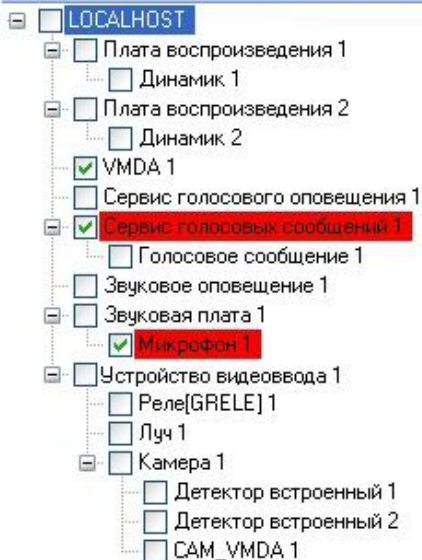 LOCALHOST
Плата воспроизведения 1
Динамик 1
Плата воспроизведения 2
Динамик 2
VMDA 1
Сервис голосового оповещения 1
Сервис голосовых сообщений 1
Голосовое сообщение 1
Звуковое оповещение 1
Звуковая плата 1
Микрофон 1
Устройство видеоввода 1
Реле[GRELE] 1
Луч 1
Камера 1
Детектор встроенный 1
Детектор встроенный 2
CAM_VMDA 1